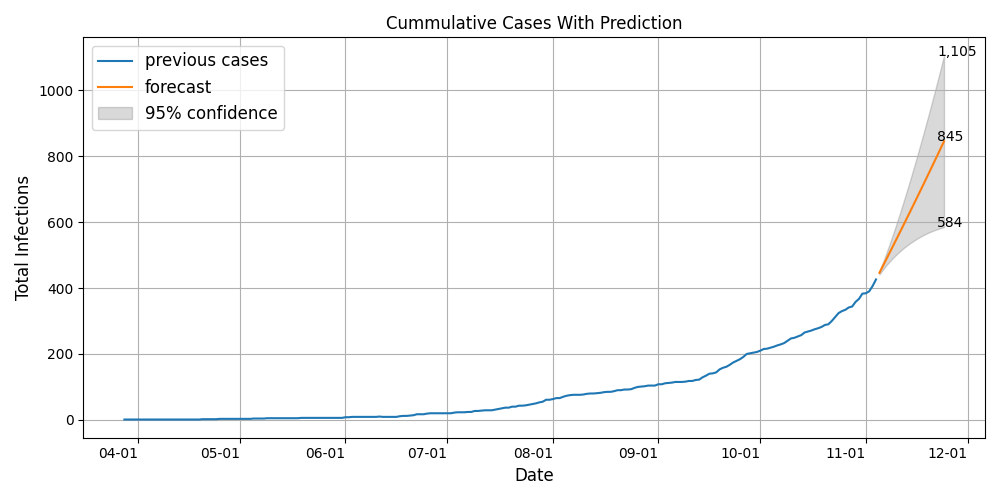 Cummulative Cases With Prediction
previous cases
forecast
95% confidence
1,105
845
584
1000
800
600
400
200
0
Total Infections
04-01 05-01 06-01 07-01 08-01 09-01 10-01 11-01 12-01
Date